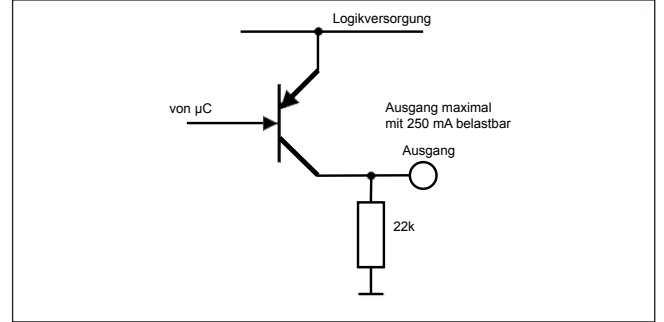 Logikversorgung
von µC
Ausgang maximal
mit 250 mA belastbar
Ausgang
22k